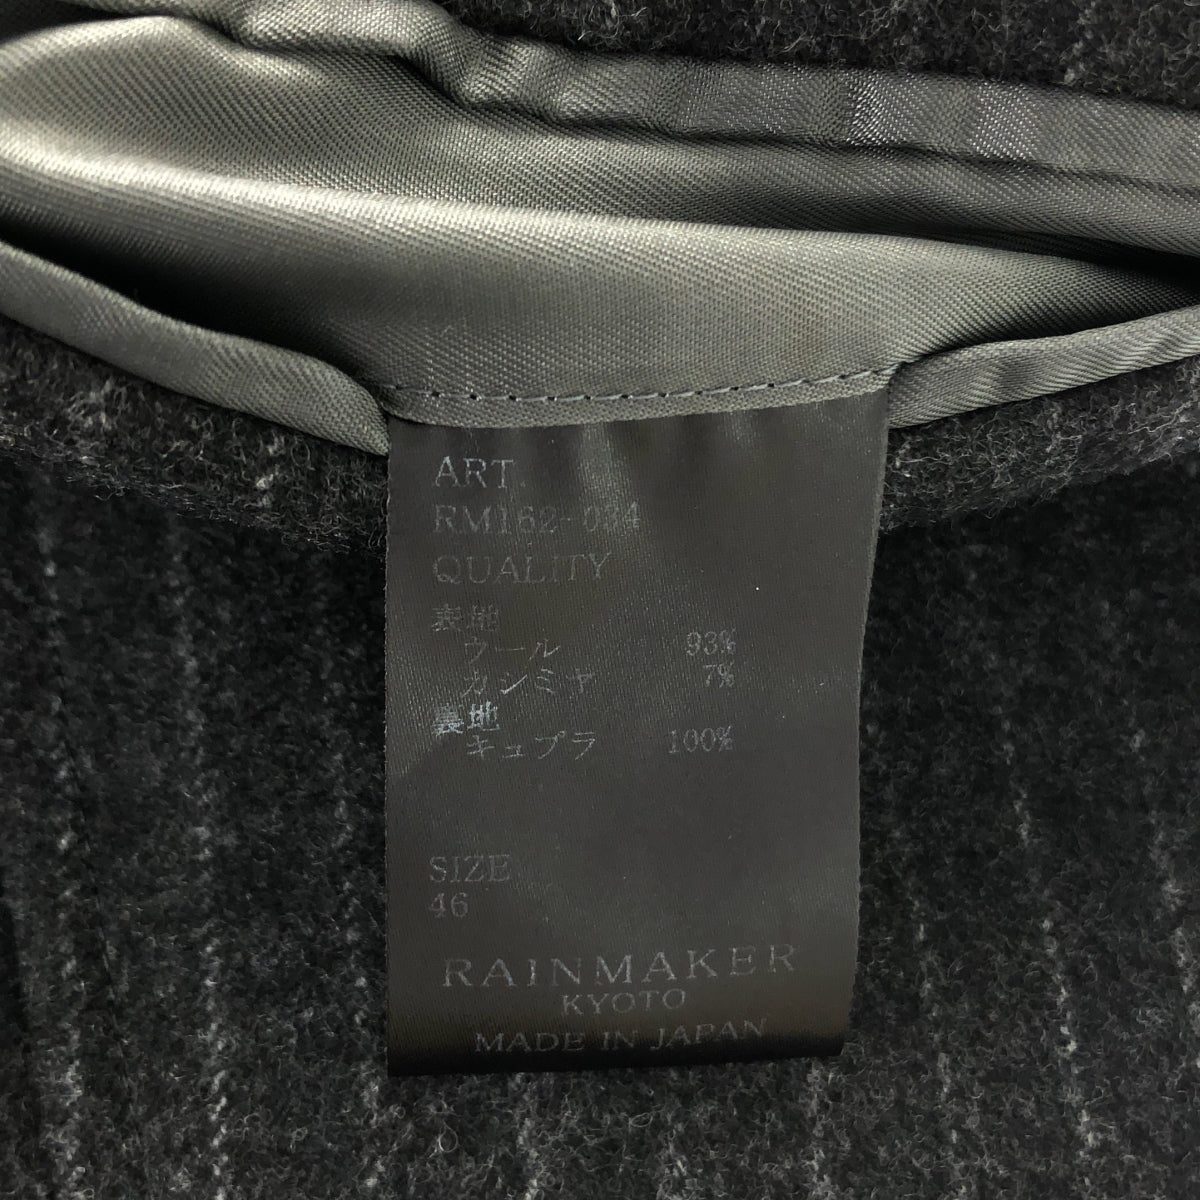 ART.
RM162-034
QUALITY
表地
ウール 93%
カシミヤ 7%
裏地
キュプラ 100%
SIZE
46
RAINMAKER
KYOTO
MADE IN JAPAN